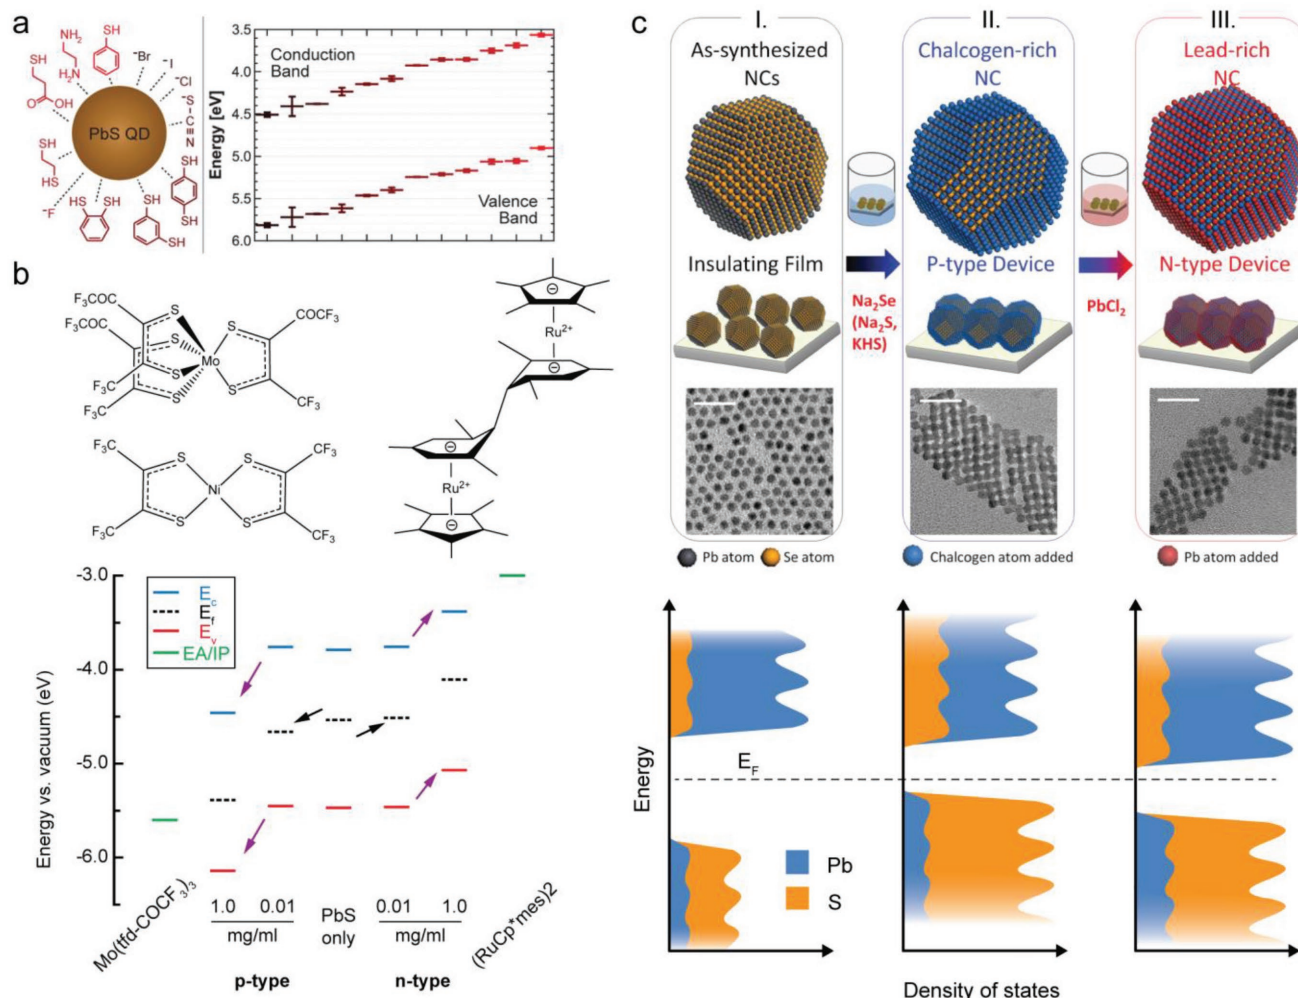 a
SH
NH2
H2N
SH
OH
O
PbS QD
-Br
-I
-Cl
-S
C
N
SH
HS
-F
HS
SH
SH
SH
SH
SH
Energy [eV]
3.5
4.0
4.5
5.0
5.5
6.0
Conduction
Band
Valence
Band
b
F3COC
F3COC
F3C
F3C
S
S
S
S
Mo
S
S
COCF3
CF3
F3C
F3C
S
S
Ni
S
S
CF3
CF3
Ru2+
Ru2+
Energy vs. vacuum (eV)
-3.0
-4.0
-5.0
-6.0
Ec
Ef
Ev
EA/IP
Mo(tfd-COCF3)3
1.0 0.01
mg/ml
p-type
PbS
only
0.01 1.0
mg/ml
n-type
(RuCp*mes)2
c
I.
As-synthesized
NCs
Insulating Film
II.
Chalcogen-rich
NC
P-type Device
III.
Lead-rich
NC
N-type Device
Na2Se
(Na2S,
KHS)
PbCl2
Pb atom
Se atom
Chalcogen atom added
Pb atom added
Energy
EF
Pb
S
Density of states